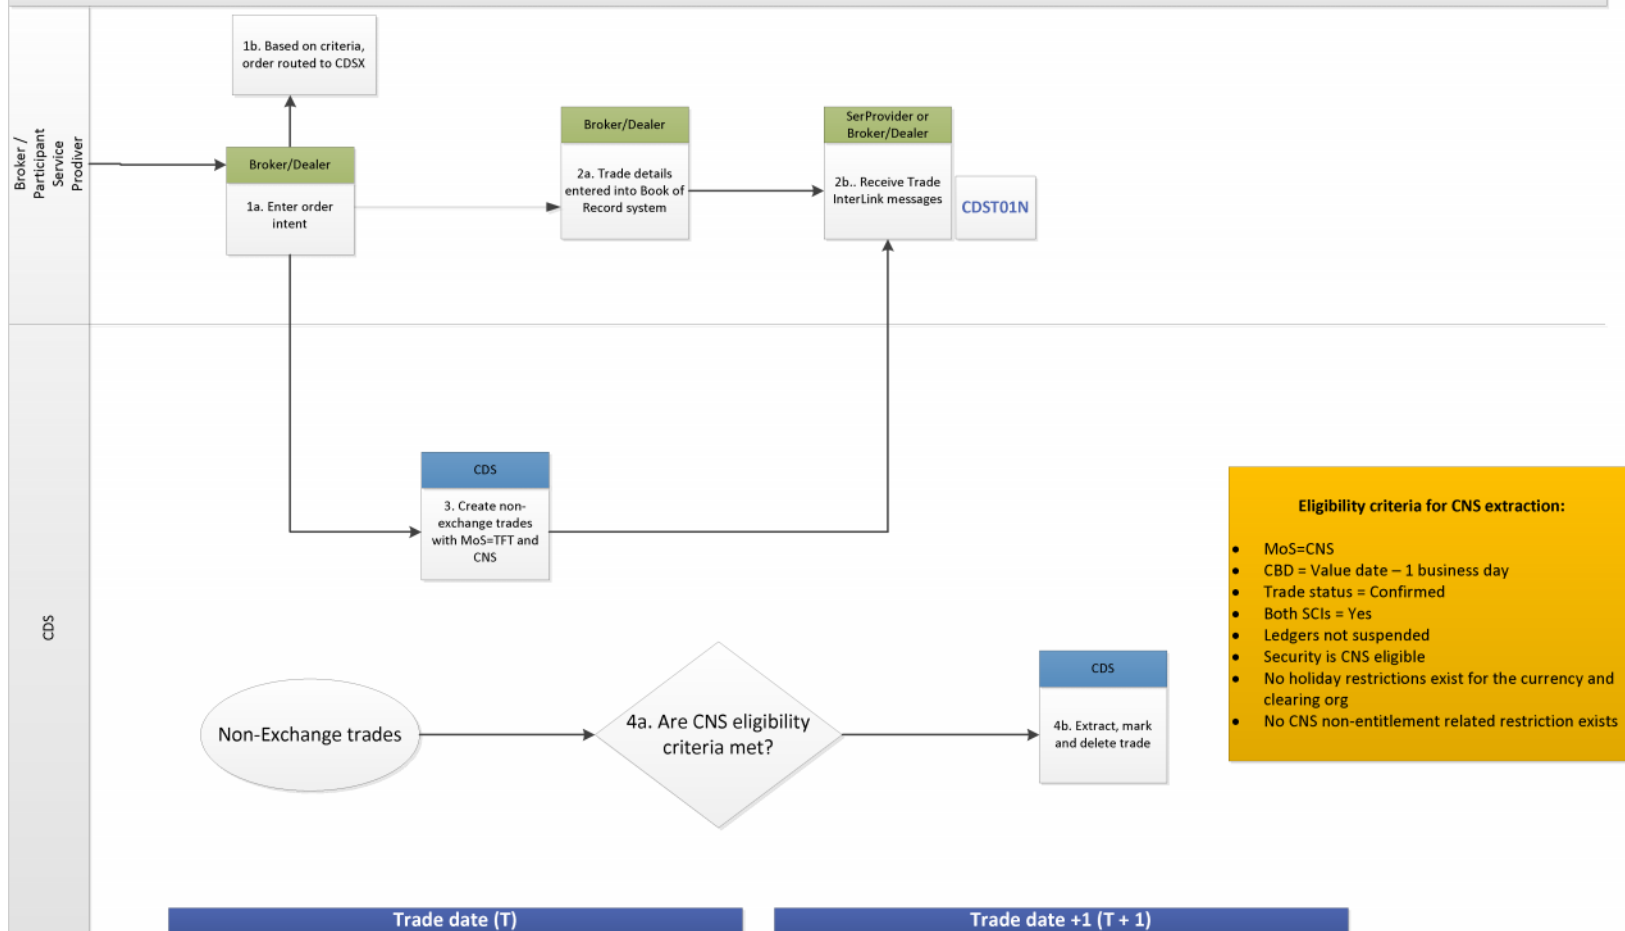 Broker /
Participant
Service
Prodiver
1b. Based on criteria,
order routed to CDSX
Broker/Dealer
1a. Enter order
intent
Broker/Dealer
2a. Trade details
entered into Book of
Record system
SerProvider or
Broker/Dealer
2b.. Receive Trade
InterLink messages
CDST01N
CDS
CDS
3. Create non-
exchange trades
with MoS=TFT and
CNS
Non-Exchange trades
4a. Are CNS eligibility
criteria met?
CDS
4b. Extract, mark
and delete trade
Eligibility criteria for CNS extraction:
• MoS=CNS
• CBD = Value date – 1 business day
• Trade status = Confirmed
• Both SCIs = Yes
• Ledgers not suspended
• Security is CNS eligible
• No holiday restrictions exist for the currency and
clearing org
• No CNS non-entitlement related restriction exists
Trade date (T)
Trade date +1 (T + 1)